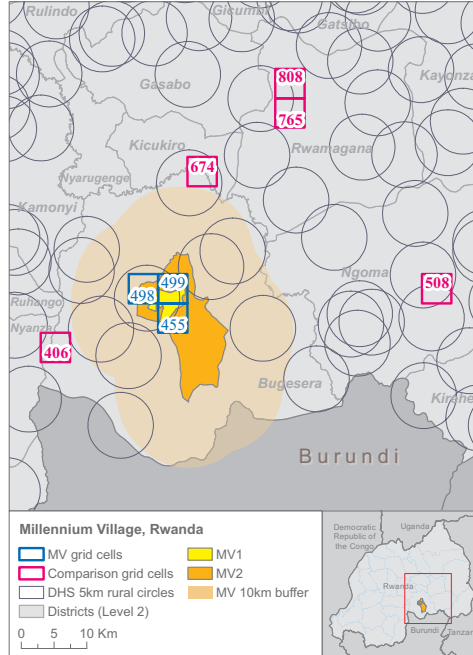 Rulindo
Gicumbi
Gatsibo
Gasabo
808
Kayonza
765
Kicukiro
Rwamagana
674
Nyarugenge
Kamonyi
Ngoma
499
498
508
Ruhango
455
Nyanza
406
Bugesera
Kirehe
Burundi
Millennium Village, Rwanda
MV grid cells
MV1
Comparison grid cells
MV2
DHS 5km rural circles
MV 10km buffer
Districts (Level 2)
0 5 10 Km
Democratic
Republic of
the Congo
Uganda
Rwanda
Burundi
Tanzan